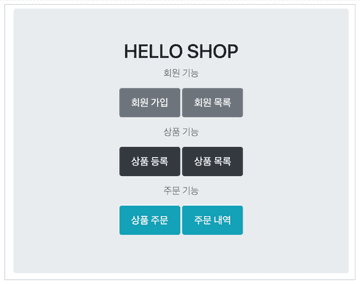 HELLO SHOP
회원 기능
회원 가입 회원 목록
상품 기능
상품 등록 상품 목록
주문 기능
상품 주문 주문 내역